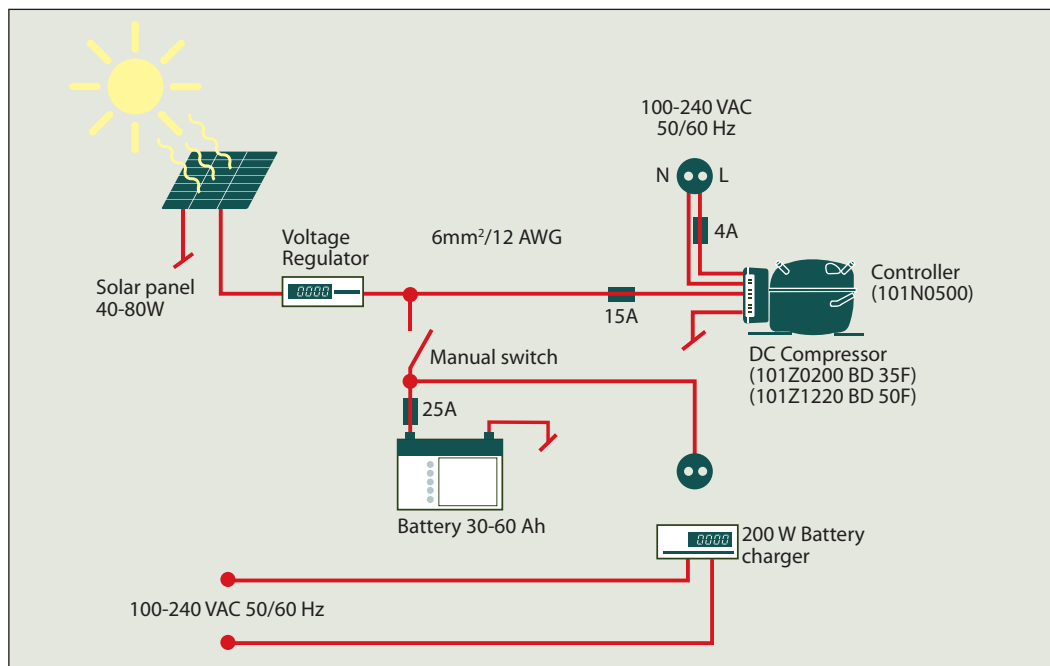 100-240 VAC
50/60 Hz
N L
4A
Voltage
Regulator
0000
6mm²/12 AWG
Solar panel
40-80W
15A
Controller
(101N0500)
DC Compressor
(101Z0200 BD 35F)
(101Z1220 BD 50F)
Manual switch
25A
Battery 30-60 Ah
0000
200 W Battery
charger
100-240 VAC 50/60 Hz